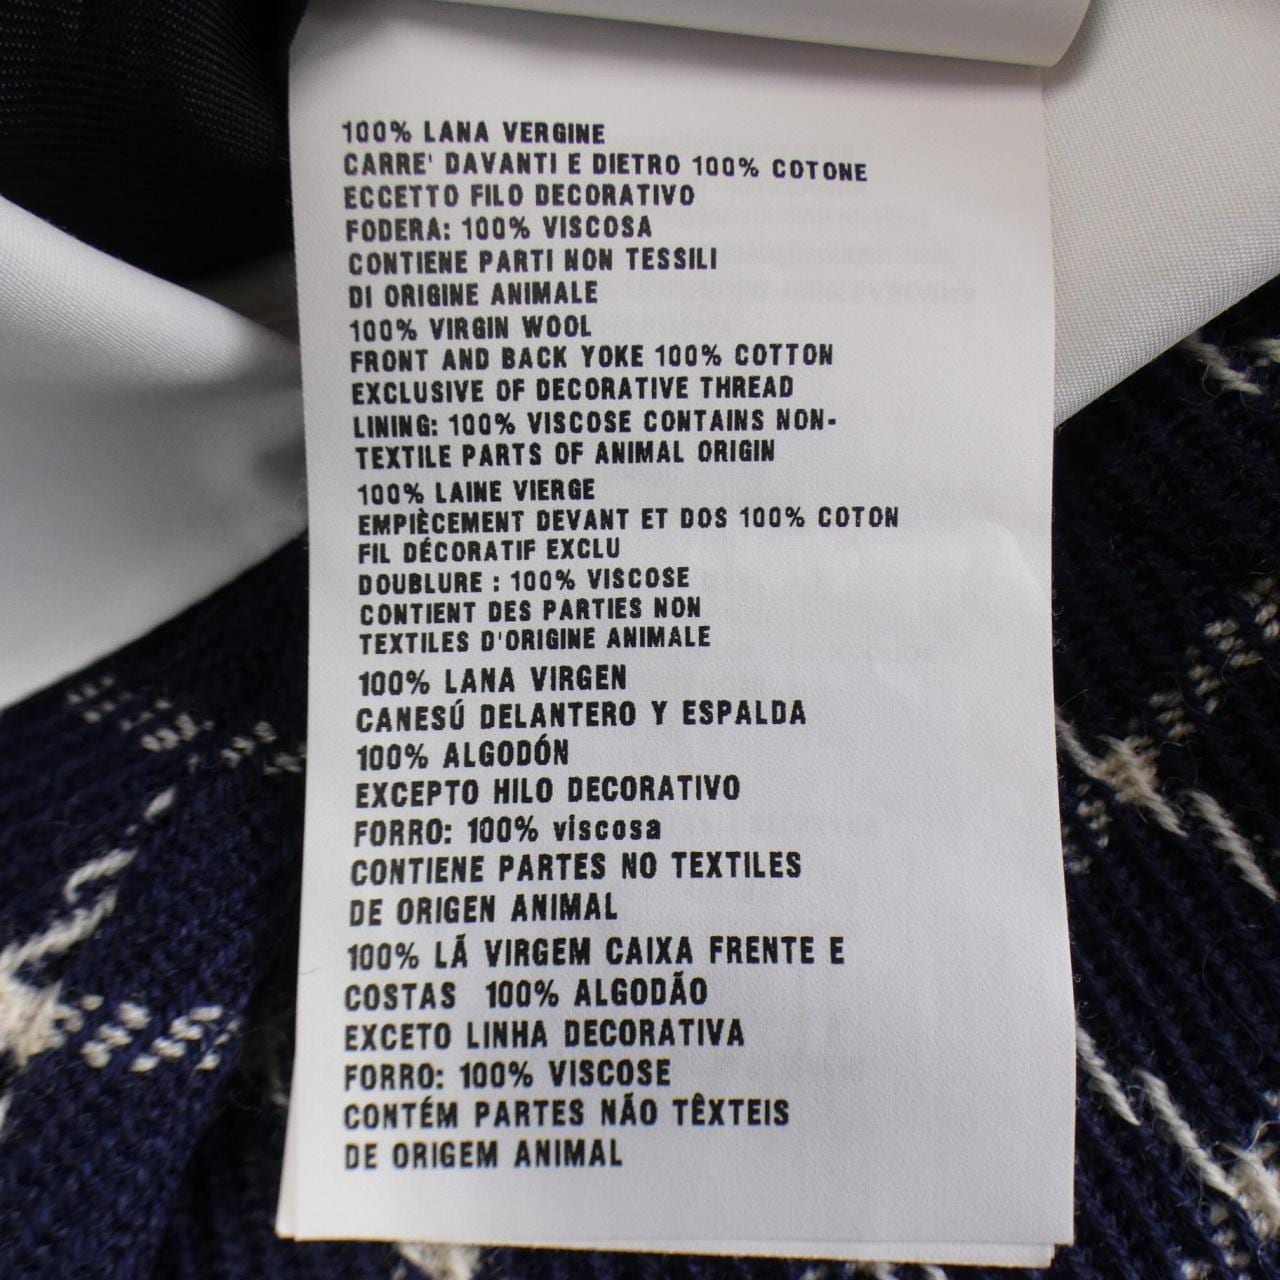 100% LANA VERGINE
CARRE' DAVANTI E DIETRO 100% COTONE
ECCETTO FILO DECORATIVO
FODERA: 100% VISCOSA
CONTIENE PARTI NON TESSILI
DI ORIGINE ANIMALE
100% VIRGIN WOOL
FRONT AND BACK YOKE 100% COTTON
EXCLUSIVE OF DECORATIVE THREAD
LINING: 100% VISCOSE CONTAINS NON-
TEXTILE PARTS OF ANIMAL ORIGIN
100% LAINE VIERGE
EMPIÈCEMENT DEVANT ET DOS 100% COTON
FIL DÉCORATIF EXCLU
DOUBLURE : 100% VISCOSE
CONTIENT DES PARTIES NON
TEXTILES D'ORIGINE ANIMALE
100% LANA VIRGEN
CANESÚ DELANTERO Y ESPALDA
100% ALGODÓN
EXCEPTO HILO DECORATIVO
FORRO: 100% viscosa
CONTIENE PARTES NO TEXTILES
DE ORIGEN ANIMAL
100% LÃ VIRGEM CAIXA FRENTE E
COSTAS 100% ALGODÃO
EXCETO LINHA DECORATIVA
FORRO: 100% VISCOSE
CONTÉM PARTES NÃO TÊXTEIS
DE ORIGEM ANIMAL